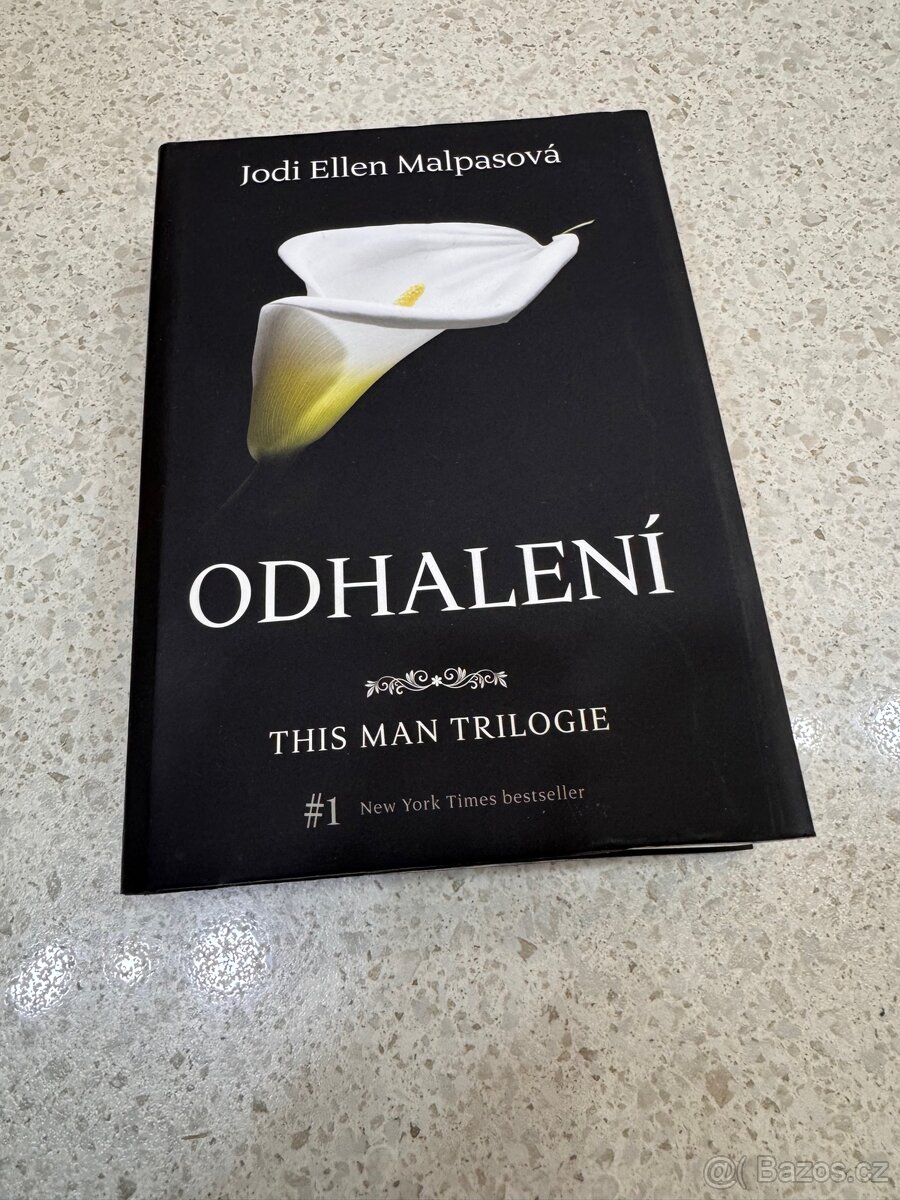 Jodi Ellen Malpasová
ODHALENÍ
THIS MAN TRILOGIE
#1 New York Times bestseller
@( Bazos.cz